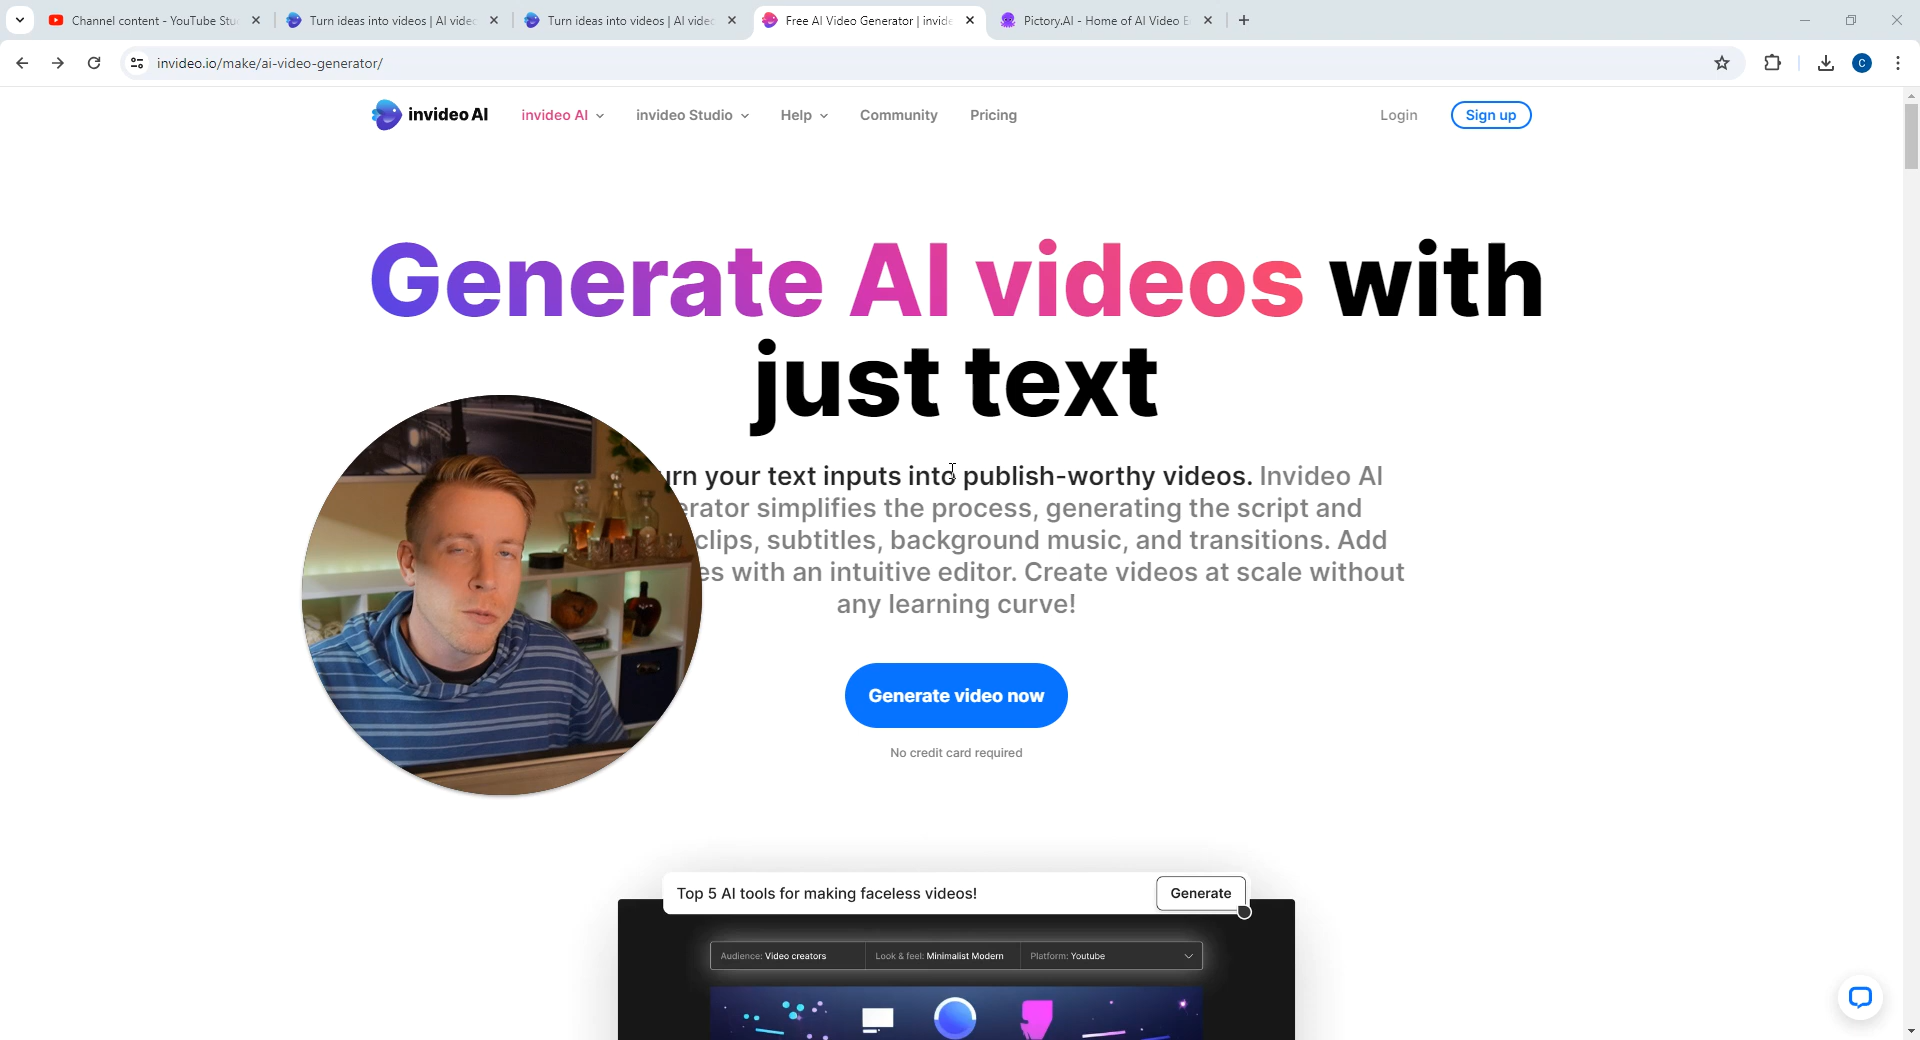 Channel content - YouTube Stu
Turn ideas into videos | AI videc
Turn ideas into videos | AI videc
Free AI Video Generator | invide
Pictory.AI - Home of AI Video E
invideo.io/make/ai-video-generator/
C
invideo AI
invideo AI
invideo Studio
Help
Community
Pricing
Login
Sign up
Generate AI videos with
just text
urn your text inputs into publish-worthy videos. Invideo AI
erator simplifies the process, generating the script and
clips, subtitles, background music, and transitions. Add
es with an intuitive editor. Create videos at scale without
any learning curve!
Generate video now
No credit card required
Top 5 AI tools for making faceless videos!
Generate
Audience: Video creators
Look & feel: Minimalist Modern
Platform: Youtube